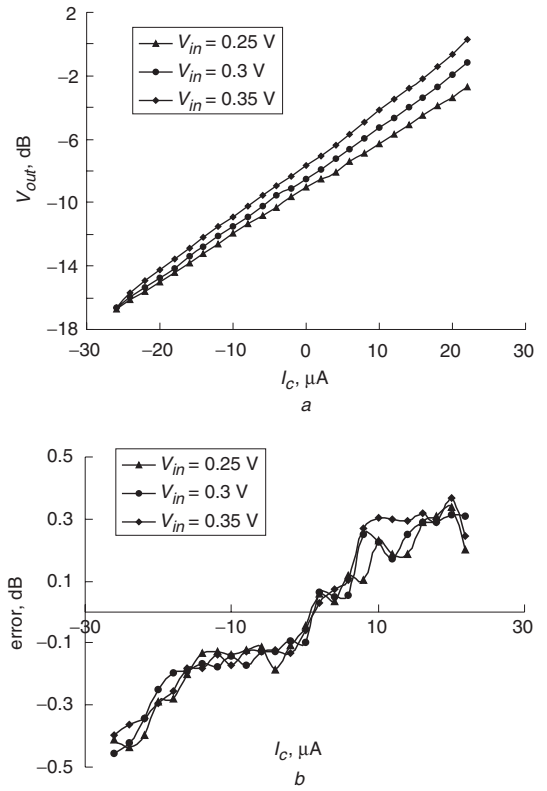 2
−2
−6
−10
−14
−18
V_out, dB
V_in = 0.25 V
V_in = 0.3 V
V_in = 0.35 V
−30 −20 −10 0 10 20 30
I_c, μA
a
0.5
0.3
0.1
−0.1
−0.3
−0.5
error, dB
V_in = 0.25 V
V_in = 0.3 V
V_in = 0.35 V
−30 −10 10 30
I_c, μA
b